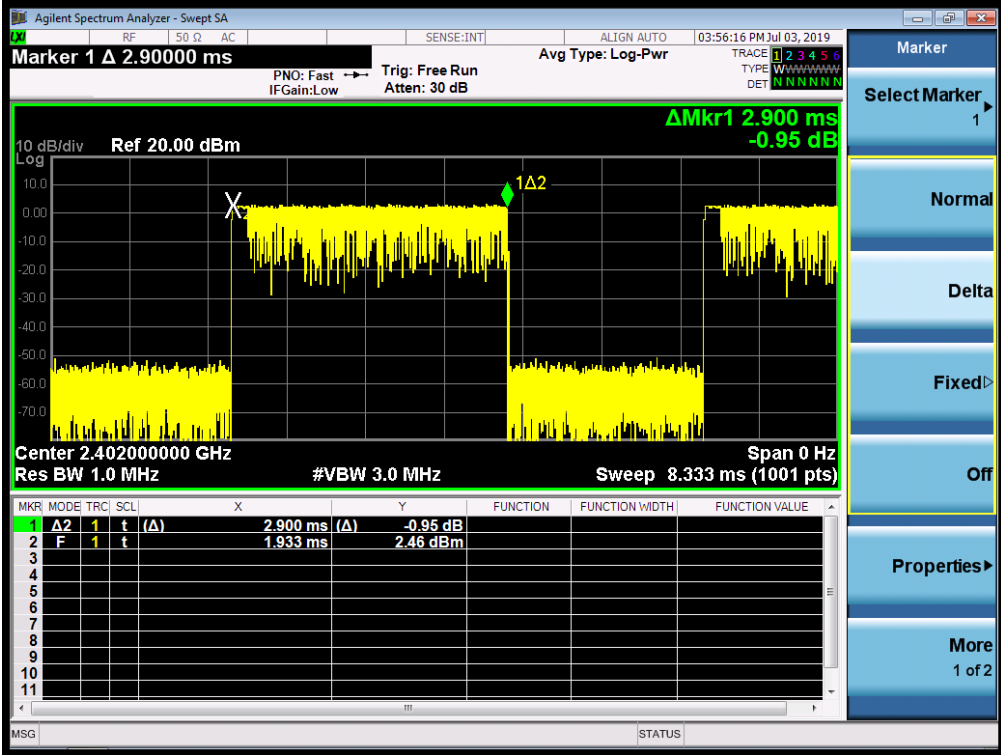 Agilent Spectrum Analyzer - Swept SA
LXI RF 50 Ω AC SENSE:INT ALIGN AUTO 03:56:16 PM Jul 03, 2019
Marker 1 Δ 2.90000 ms
PNO: Fast
IFGain:Low
Trig: Free Run
Atten: 30 dB
Avg Type: Log-Pwr
TRACE 1 2 3 4 5 6
TYPE WWWWWW
DET N N N N N N
ΔMkr1 2.900 ms
-0.95 dB
10 dB/div Ref 20.00 dBm
Log
10.0
0.00
-10.0
-20.0
-30.0
-40.0
-50.0
-60.0
-70.0
1Δ2
X2
Center 2.402000000 GHz Span 0 Hz
Res BW 1.0 MHz #VBW 3.0 MHz Sweep 8.333 ms (1001 pts)
MKR MODE TRC SCL X Y FUNCTION FUNCTION WIDTH FUNCTION VALUE
1 Δ2 1 t (Δ) 2.900 ms (Δ) -0.95 dB
2 F 1 t 1.933 ms 2.46 dBm
3
4
5
6
7
8
9
10
11
MSG STATUS
Marker
Select Marker
1
Normal
Delta
Fixed
Off
Properties
More
1 of 2